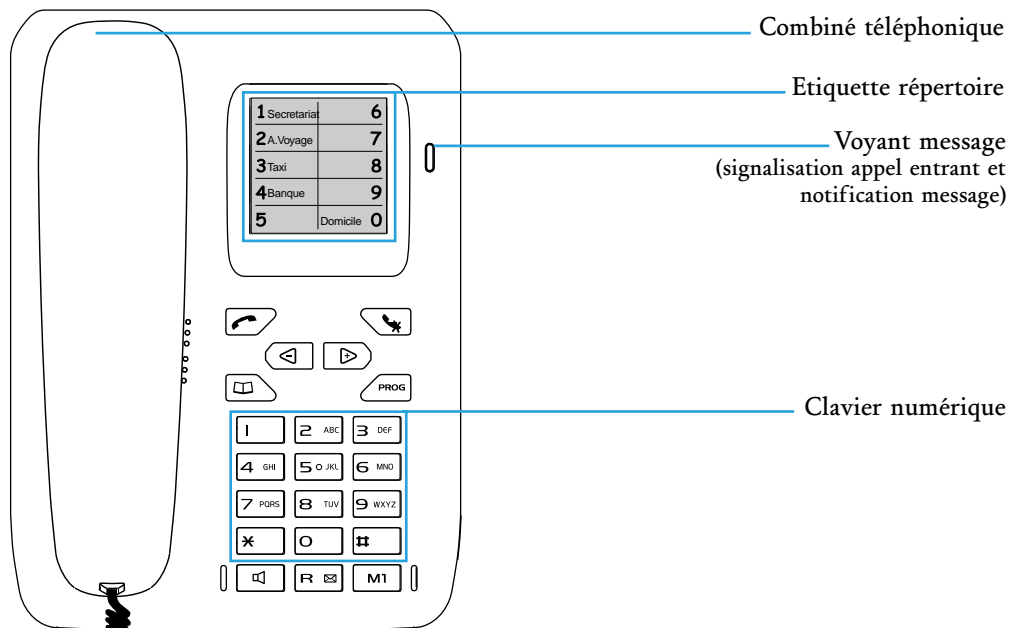 Combiné téléphonique
Etiquette répertoire
Voyant message
(signalisation appel entrant et
notification message)
1 Secretariat 6
2 A.Voyage 7
3 Taxi 8
4 Banque 9
5 Domicile 0
- +
PROG
Clavier numérique
1 2 ABC 3 DEF
4 GHI 5 JKL 6 MNO
7 PQRS 8 TUV 9 WXYZ
* 0 #
R M1